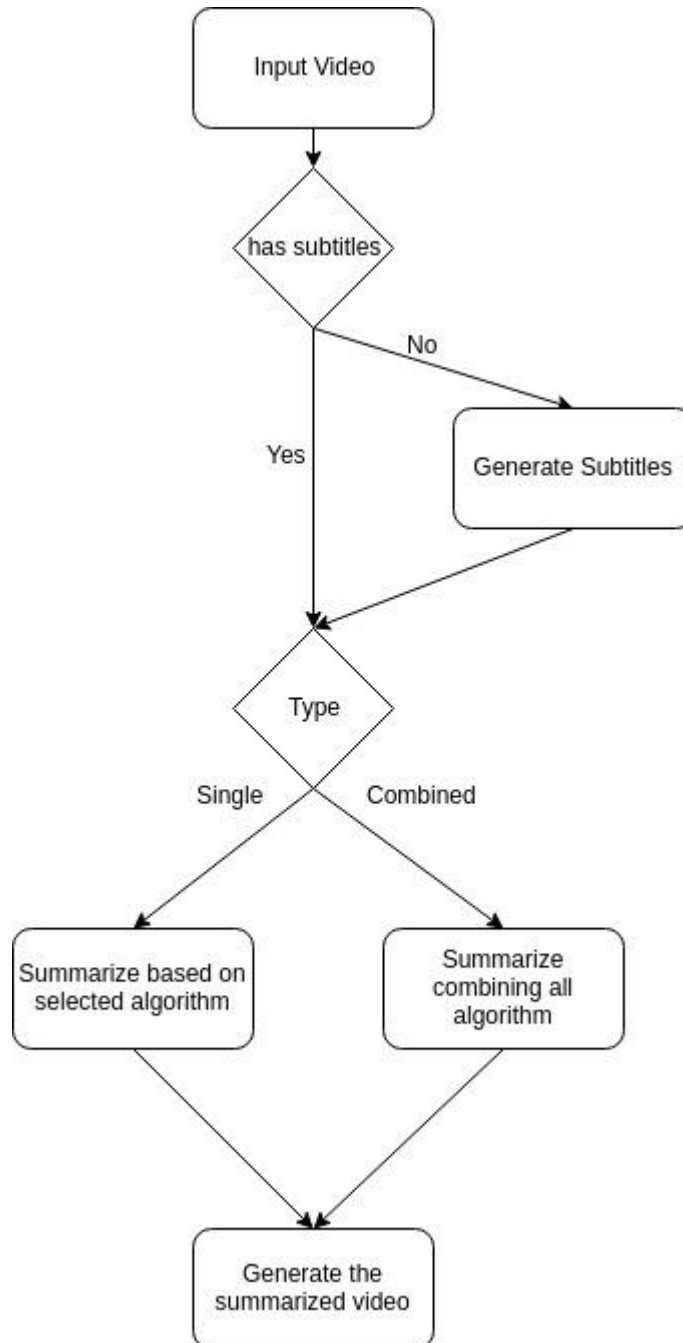 Input Video
has subtitles
No
Yes
Generate Subtitles
Type
Single
Combined
Summarize based on
selected algorithm
Summarize
combining all
algorithm
Generate the
summarized video